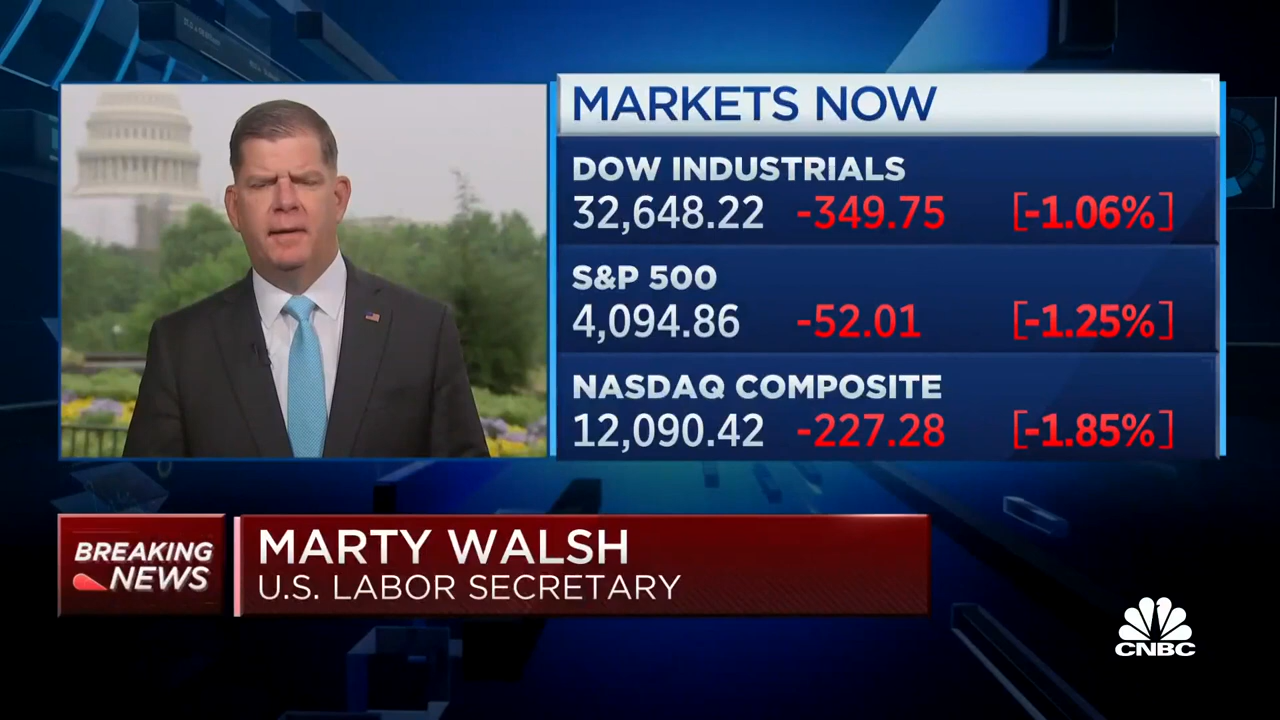 MARKETS NOW
DOW INDUSTRIALS
32,648.22 -349.75 [-1.06%]
S&P 500
4,094.86 -52.01 [-1.25%]
NASDAQ COMPOSITE
12,090.42 -227.28 [-1.85%]
BREAKING
NEWS
MARTY WALSH
U.S. LABOR SECRETARY
CNBC